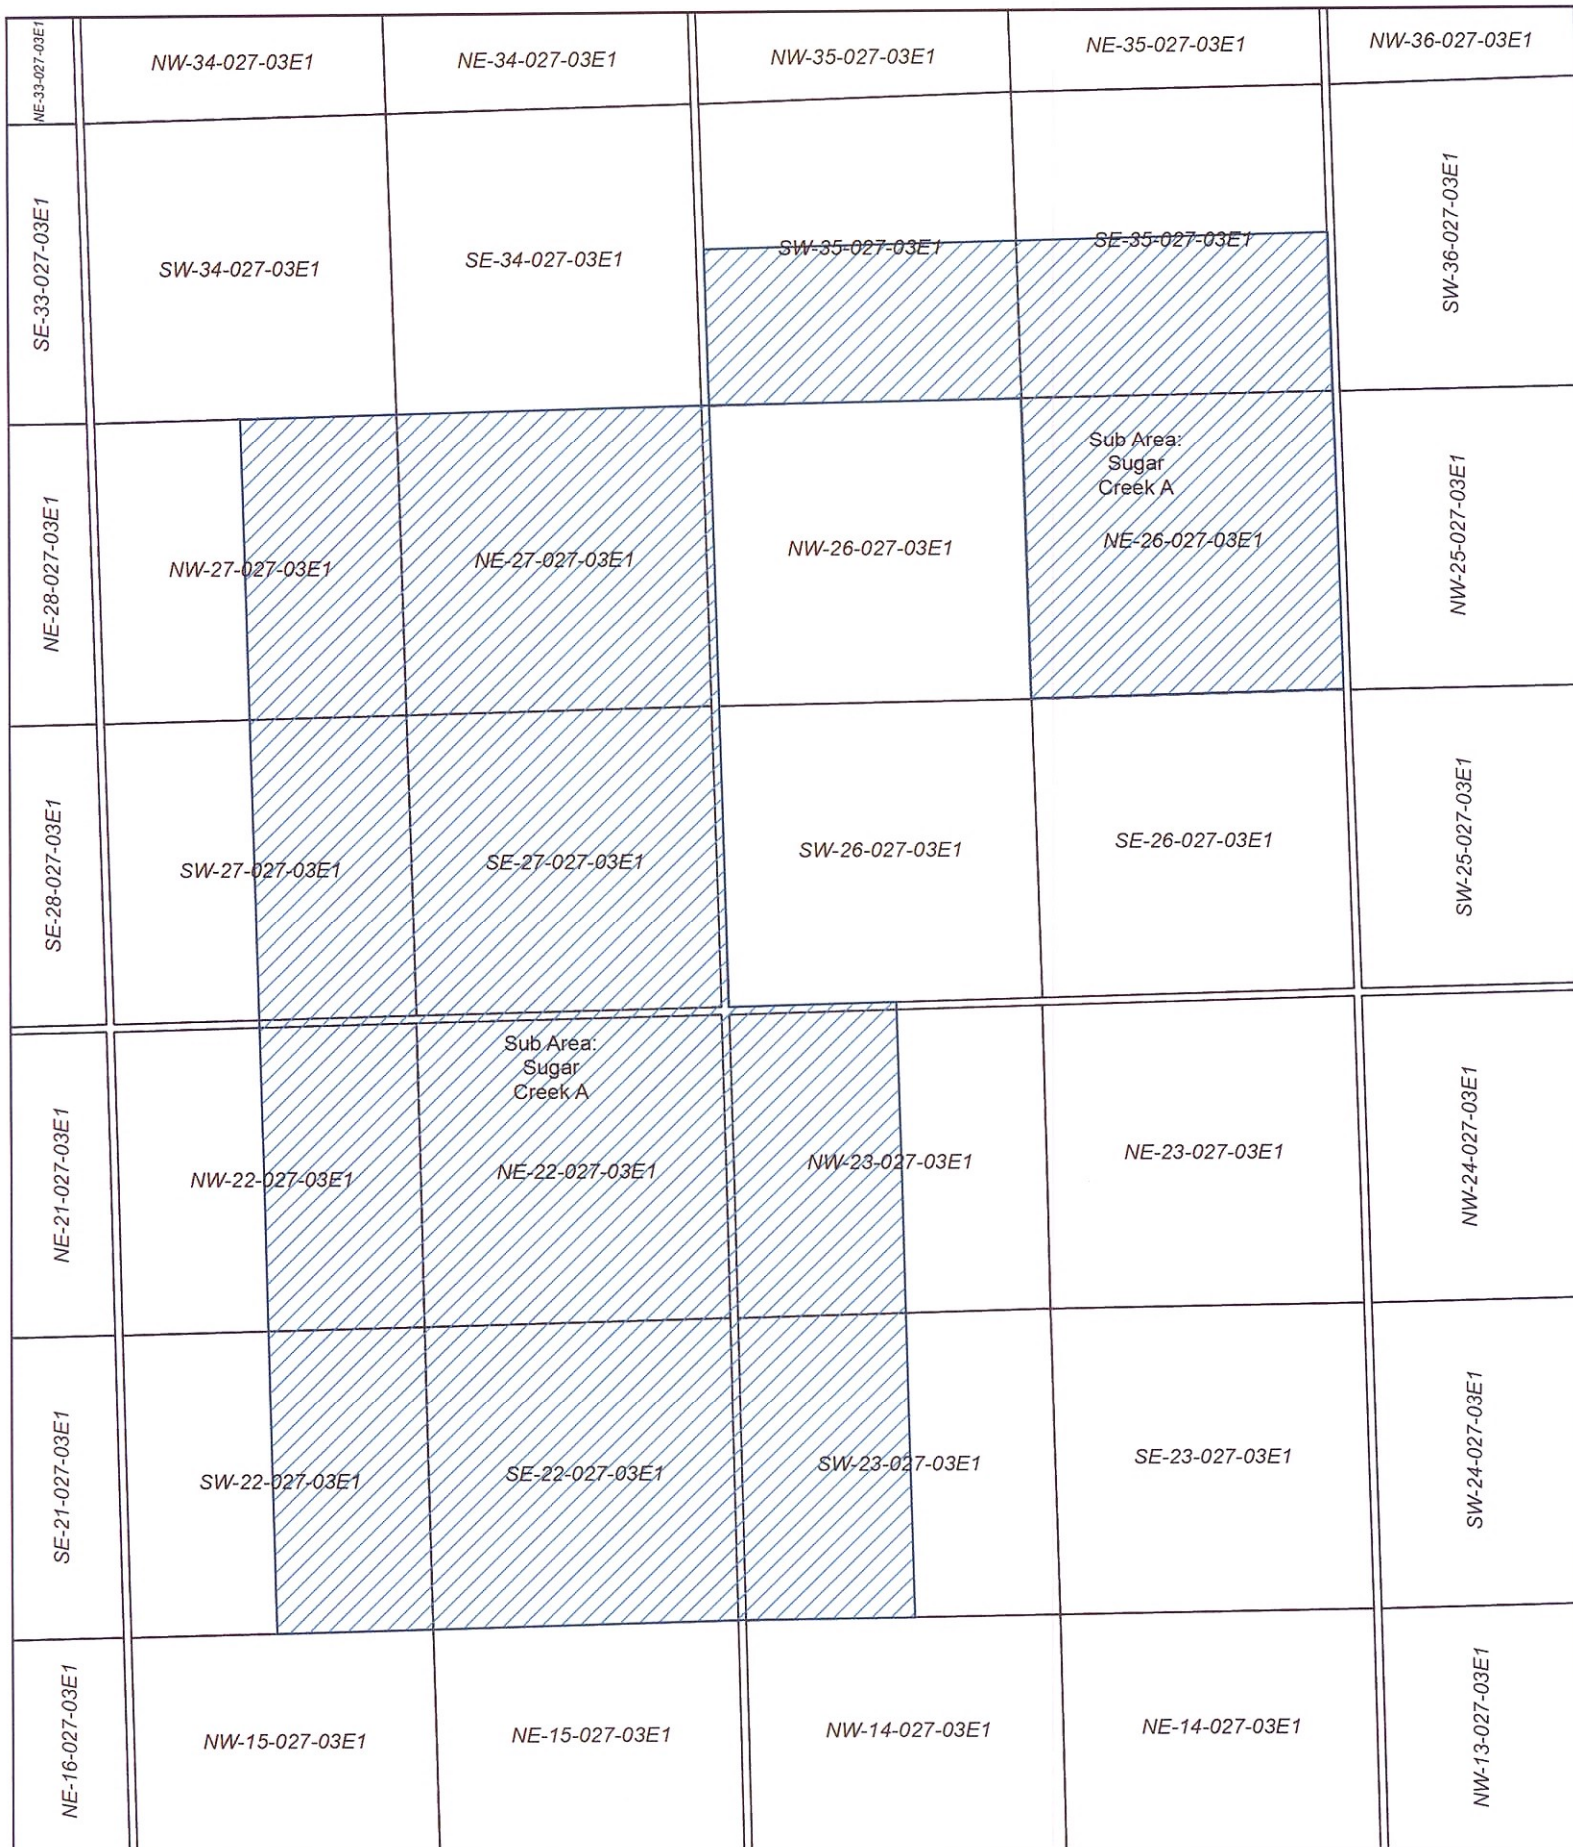 NE-33-027-03E1
NW-34-027-03E1
NE-34-027-03E1
NW-35-027-03E1
NE-35-027-03E1
NW-36-027-03E1
SE-33-027-03E1
SW-34-027-03E1
SE-34-027-03E1
SW-35-027-03E1
SE-35-027-03E1
SW-36-027-03E1
Sub Area:
Sugar
Creek A
NE-28-027-03E1
NW-27-027-03E1
NE-27-027-03E1
NW-26-027-03E1
NE-26-027-03E1
NW-25-027-03E1
SE-28-027-03E1
SW-27-027-03E1
SE-27-027-03E1
SW-26-027-03E1
SE-26-027-03E1
SW-25-027-03E1
Sub Area:
Sugar
Creek A
NE-21-027-03E1
NW-22-027-03E1
NE-22-027-03E1
NW-23-027-03E1
NE-23-027-03E1
NW-24-027-03E1
SE-21-027-03E1
SW-22-027-03E1
SE-22-027-03E1
SW-23-027-03E1
SE-23-027-03E1
SW-24-027-03E1
NE-16-027-03E1
NW-15-027-03E1
NE-15-027-03E1
NW-14-027-03E1
NE-14-027-03E1
NW-13-027-03E1